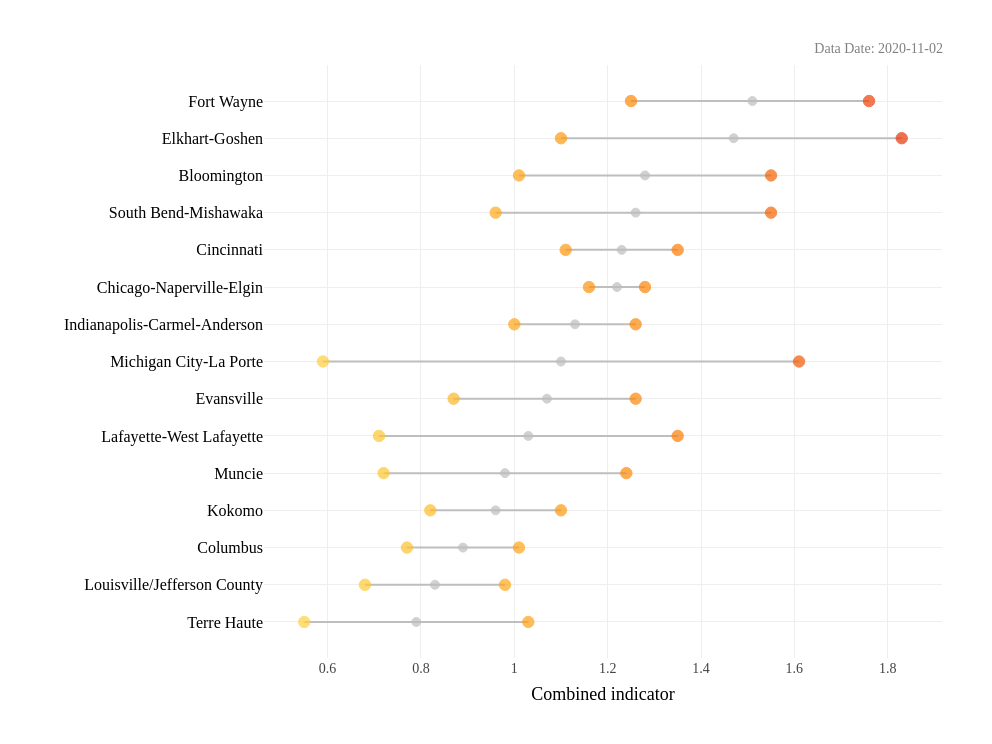 Data Date: 2020-11-02
Fort Wayne
Elkhart-Goshen
Bloomington
South Bend-Mishawaka
Cincinnati
Chicago-Naperville-Elgin
Indianapolis-Carmel-Anderson
Michigan City-La Porte
Evansville
Lafayette-West Lafayette
Muncie
Kokomo
Columbus
Louisville/Jefferson County
Terre Haute
0.6 0.8 1 1.2 1.4 1.6 1.8
Combined indicator